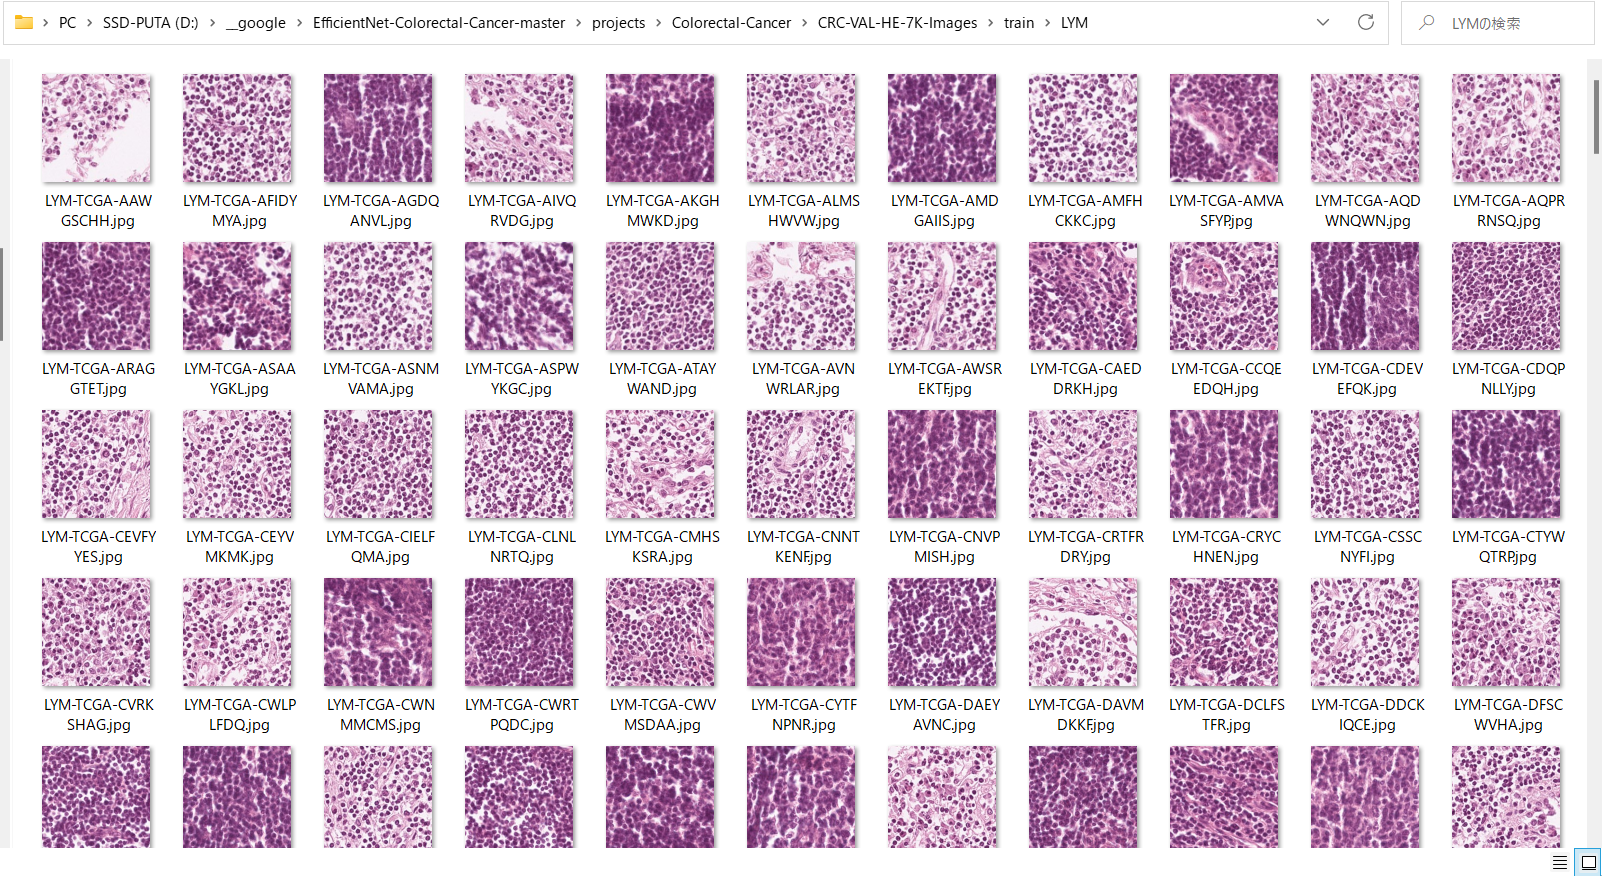 PC > SSD-PUTA (D:) > __google > EfficientNet-Colorectal-Cancer-master > projects > Colorectal-Cancer > CRC-VAL-HE-7K-Images > train > LYM
LYMの検索
LYM-TCGA-AAW
GSCHH.jpg
LYM-TCGA-AFIDY
MYA.jpg
LYM-TCGA-AGDQ
ANVL.jpg
LYM-TCGA-AIVQ
RVDG.jpg
LYM-TCGA-AKGH
MWKD.jpg
LYM-TCGA-ALMS
HWVW.jpg
LYM-TCGA-AMD
GAIIS.jpg
LYM-TCGA-AMFH
CKKC.jpg
LYM-TCGA-AMVA
SFYP.jpg
LYM-TCGA-AQD
WNQWN.jpg
LYM-TCGA-AQPR
RNSQ.jpg
LYM-TCGA-ARAG
GTET.jpg
LYM-TCGA-ASAA
YGKL.jpg
LYM-TCGA-ASNM
VAMA.jpg
LYM-TCGA-ASPW
YKGC.jpg
LYM-TCGA-ATAY
WAND.jpg
LYM-TCGA-AVN
WRLAR.jpg
LYM-TCGA-AWSR
EKTF.jpg
LYM-TCGA-CAED
DRKH.jpg
LYM-TCGA-CCQE
EDQH.jpg
LYM-TCGA-CDEV
EFQK.jpg
LYM-TCGA-CDQP
NLLY.jpg
LYM-TCGA-CEVFY
YES.jpg
LYM-TCGA-CEYV
MKMK.jpg
LYM-TCGA-CIELF
QMA.jpg
LYM-TCGA-CLNL
NRTQ.jpg
LYM-TCGA-CMHS
KSRA.jpg
LYM-TCGA-CNNT
KENF.jpg
LYM-TCGA-CNVP
MISH.jpg
LYM-TCGA-CRTFR
DRY.jpg
LYM-TCGA-CRYC
HNEN.jpg
LYM-TCGA-CSSC
NYFI.jpg
LYM-TCGA-CTYW
QTRP.jpg
LYM-TCGA-CVRK
SHAG.jpg
LYM-TCGA-CWLP
LFDQ.jpg
LYM-TCGA-CWN
MMCMS.jpg
LYM-TCGA-CWRT
PQDC.jpg
LYM-TCGA-CWV
MSDAA.jpg
LYM-TCGA-CYTF
NPNR.jpg
LYM-TCGA-DAEY
AVNC.jpg
LYM-TCGA-DAVM
DKKF.jpg
LYM-TCGA-DCLFS
TFR.jpg
LYM-TCGA-DDCK
IQCE.jpg
LYM-TCGA-DFSC
WVHA.jpg